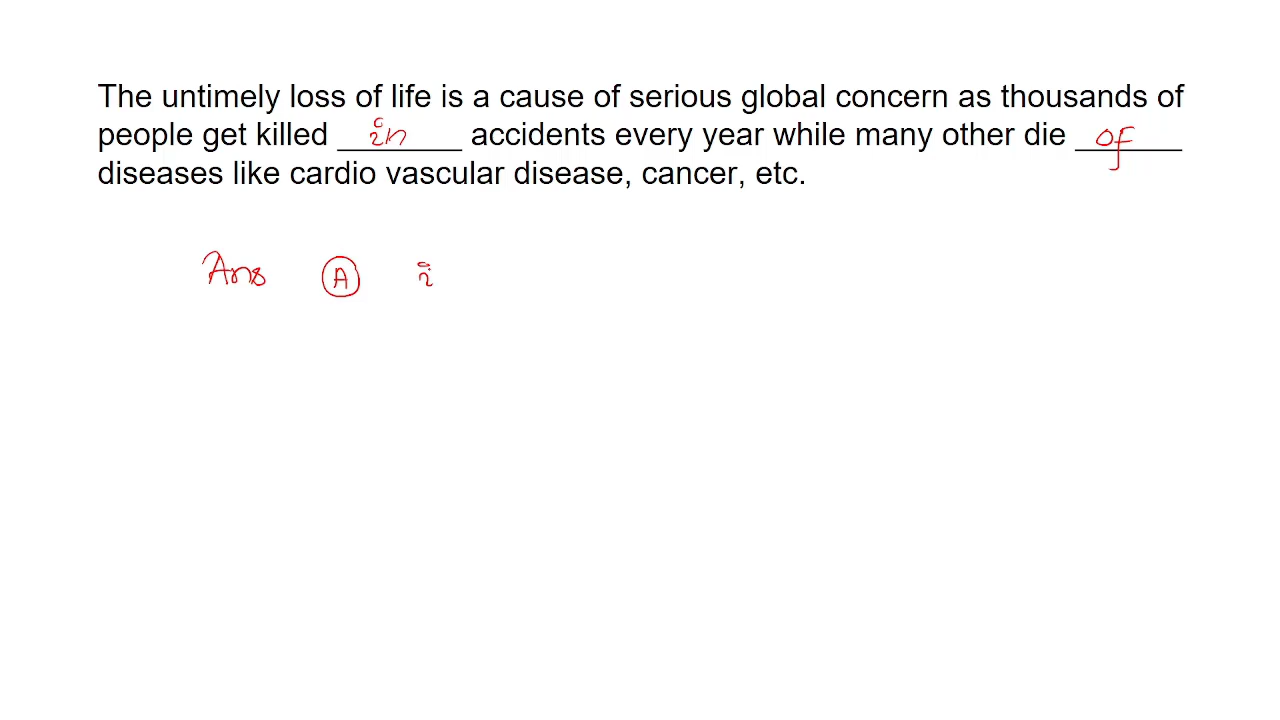 The untimely loss of life is a cause of serious global concern as thousands of
people get killed in accidents every year while many other die of
diseases like cardio vascular disease, cancer, etc.
Ans A i